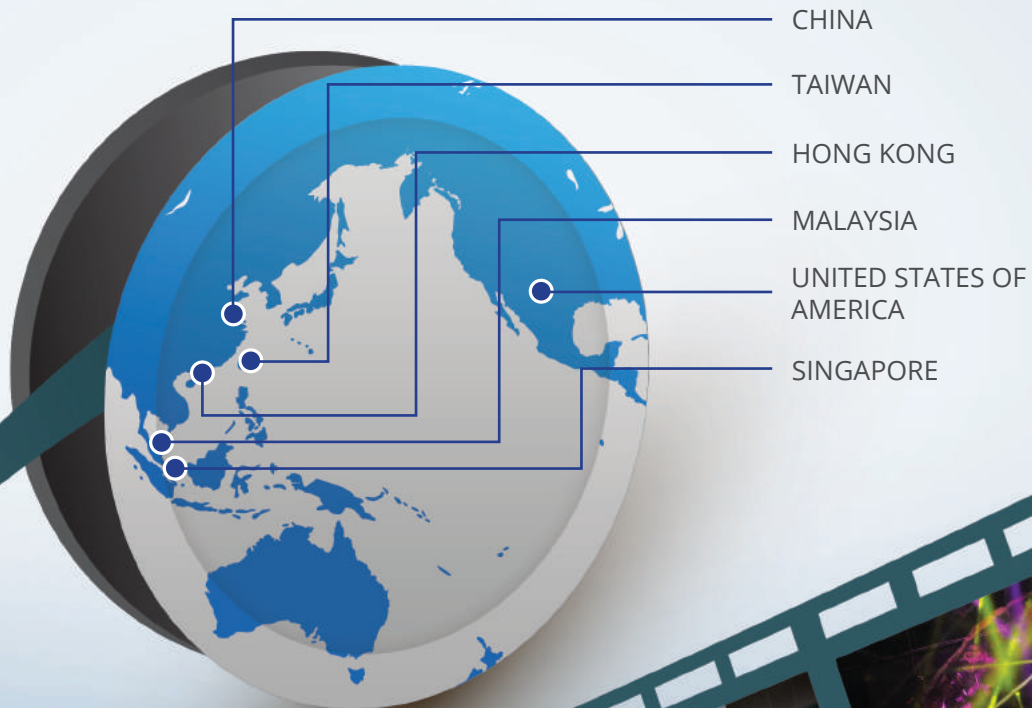 CHINA
TAIWAN
HONG KONG
MALAYSIA
UNITED STATES OF
AMERICA
SINGAPORE